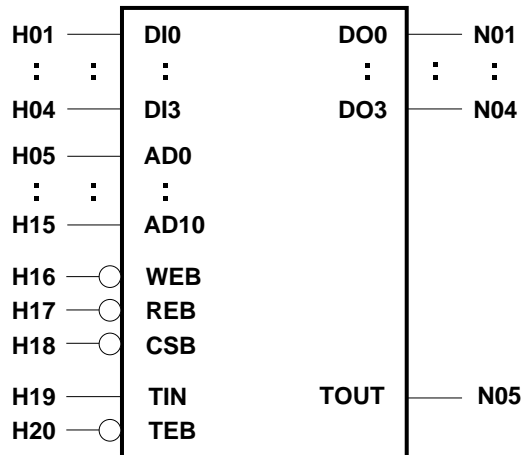 H01 DI0 DO0 N01
: : : : : :
H04 DI3 DO3 N04
H05 AD0
: : :
H15 AD10
H16 WEB
H17 REB
H18 CSB
H19 TIN TOUT N05
H20 TEB